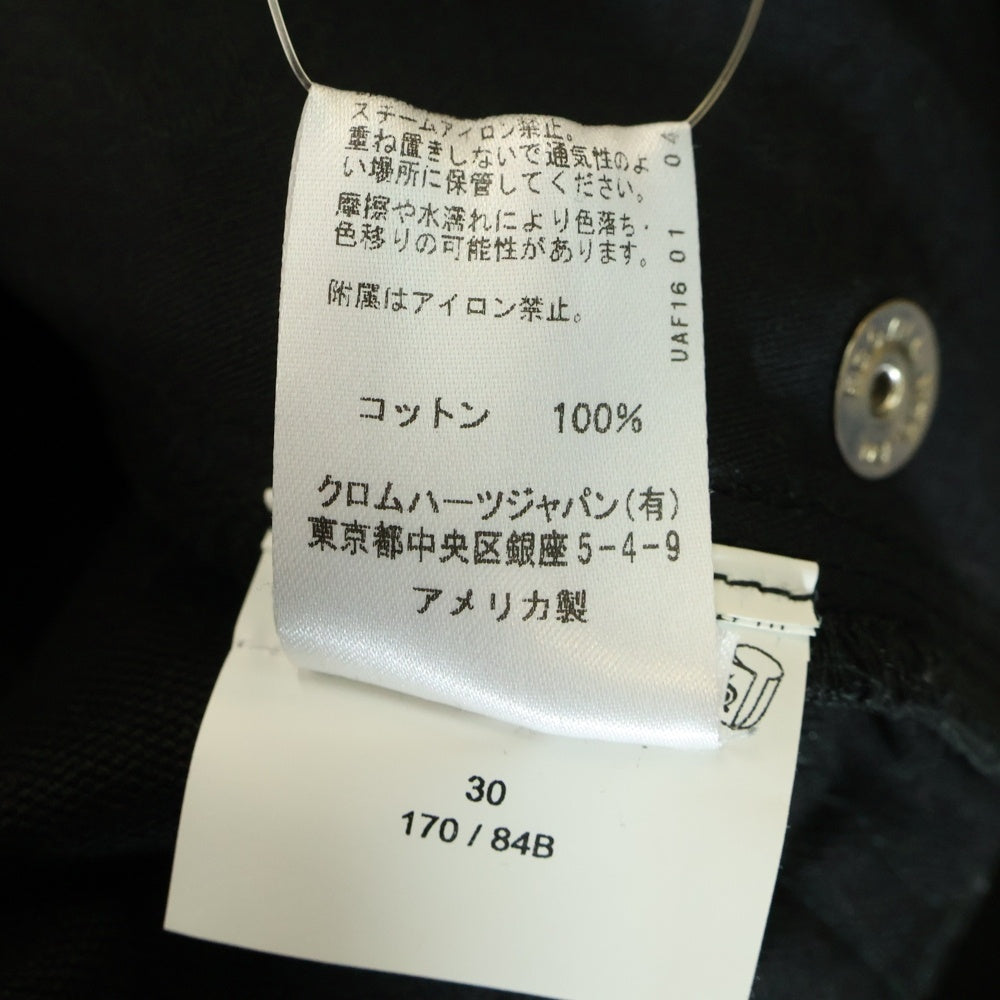 スチームアイロン禁止。
重ね置きしないで通気性のよ
い場所に保管してください。
摩擦や水濡れにより色落ち・
色移りの可能性があります。
附属はアイロン禁止。
コットン 100%
クロムハーツジャパン(有)
東京都中央区銀座5-4-9
アメリカ製
UAF16 01 04
30
170 / 84B